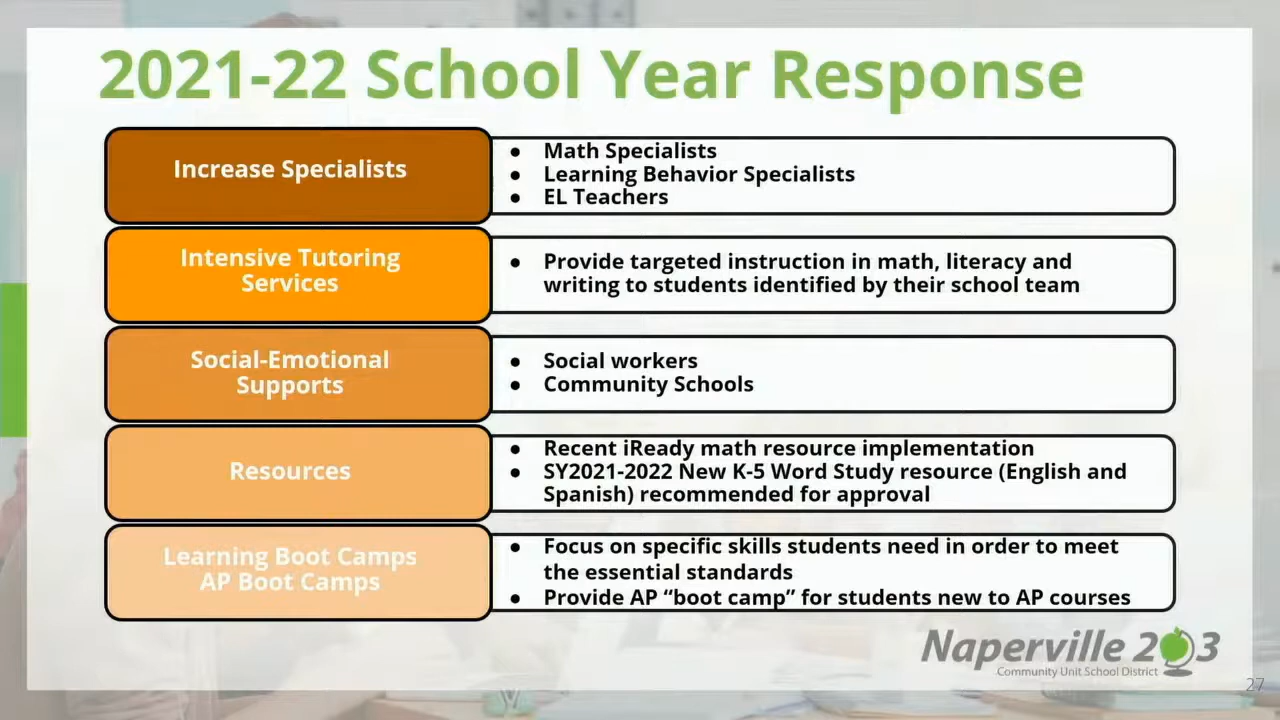 2021-22 School Year Response
Increase Specialists
● Math Specialists
● Learning Behavior Specialists
● EL Teachers
Intensive Tutoring
Services
● Provide targeted instruction in math, literacy and
writing to students identified by their school team
Social-Emotional
Supports
● Social workers
● Community Schools
Resources
● Recent iReady math resource implementation
● SY2021-2022 New K-5 Word Study resource (English and
Spanish) recommended for approval
Learning Boot Camps
AP Boot Camps
● Focus on specific skills students need in order to meet
the essential standards
● Provide AP “boot camp” for students new to AP courses
Naperville 203
Community Unit School District
27